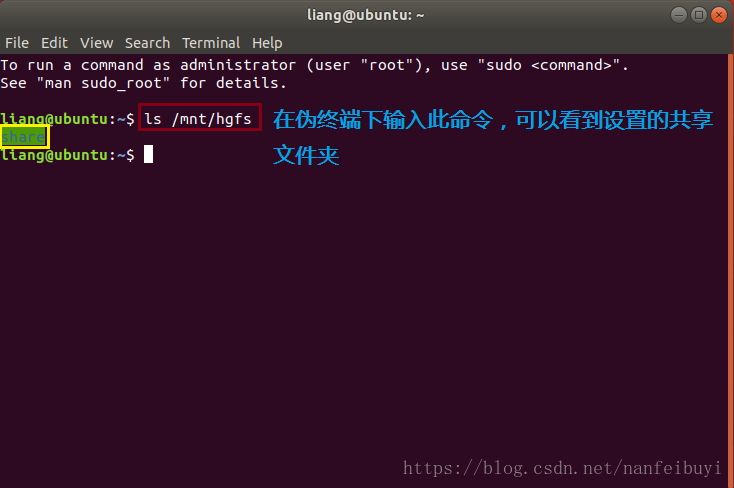 liang@ubuntu: ~
File Edit View Search Terminal Help
To run a command as administrator (user "root"), use "sudo <command>".
See "man sudo_root" for details.
liang@ubuntu:~$ ls /mnt/hgfs 在伪终端下输入此命令，可以看到设置的共享
share
liang@ubuntu:~$ 文件夹
https://blog.csdn.net/nanfeibuyi